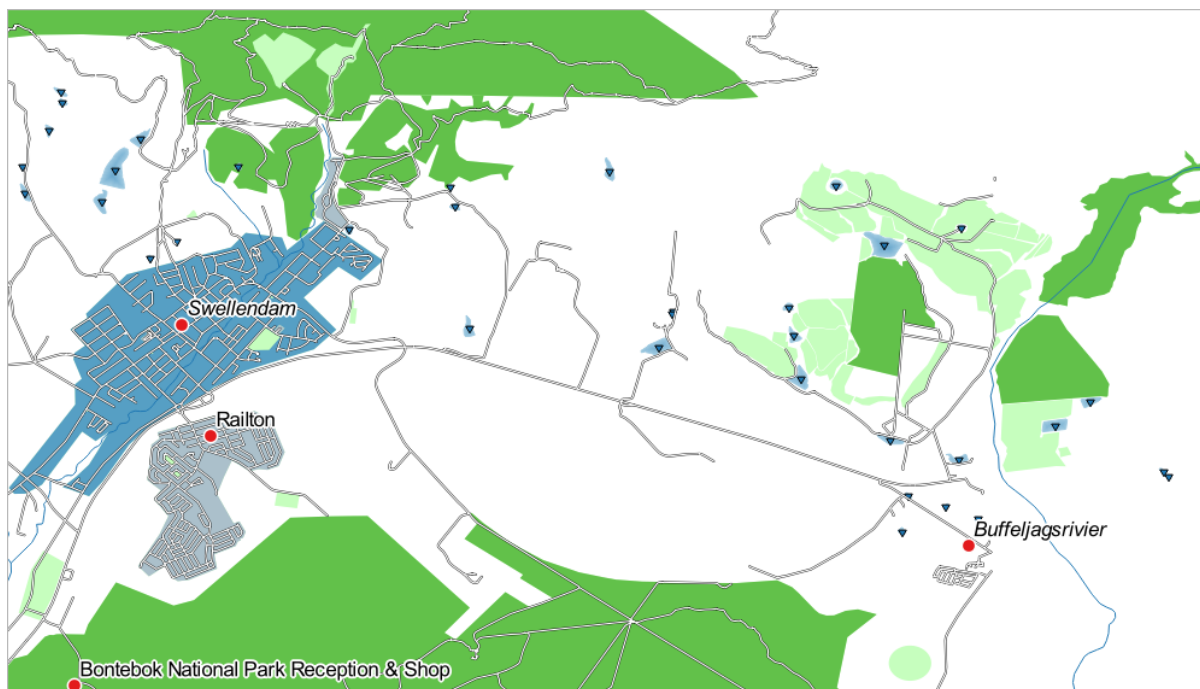 Swellendam
Railton
Buffeljagsrivier
Bontebok National Park Reception & Shop